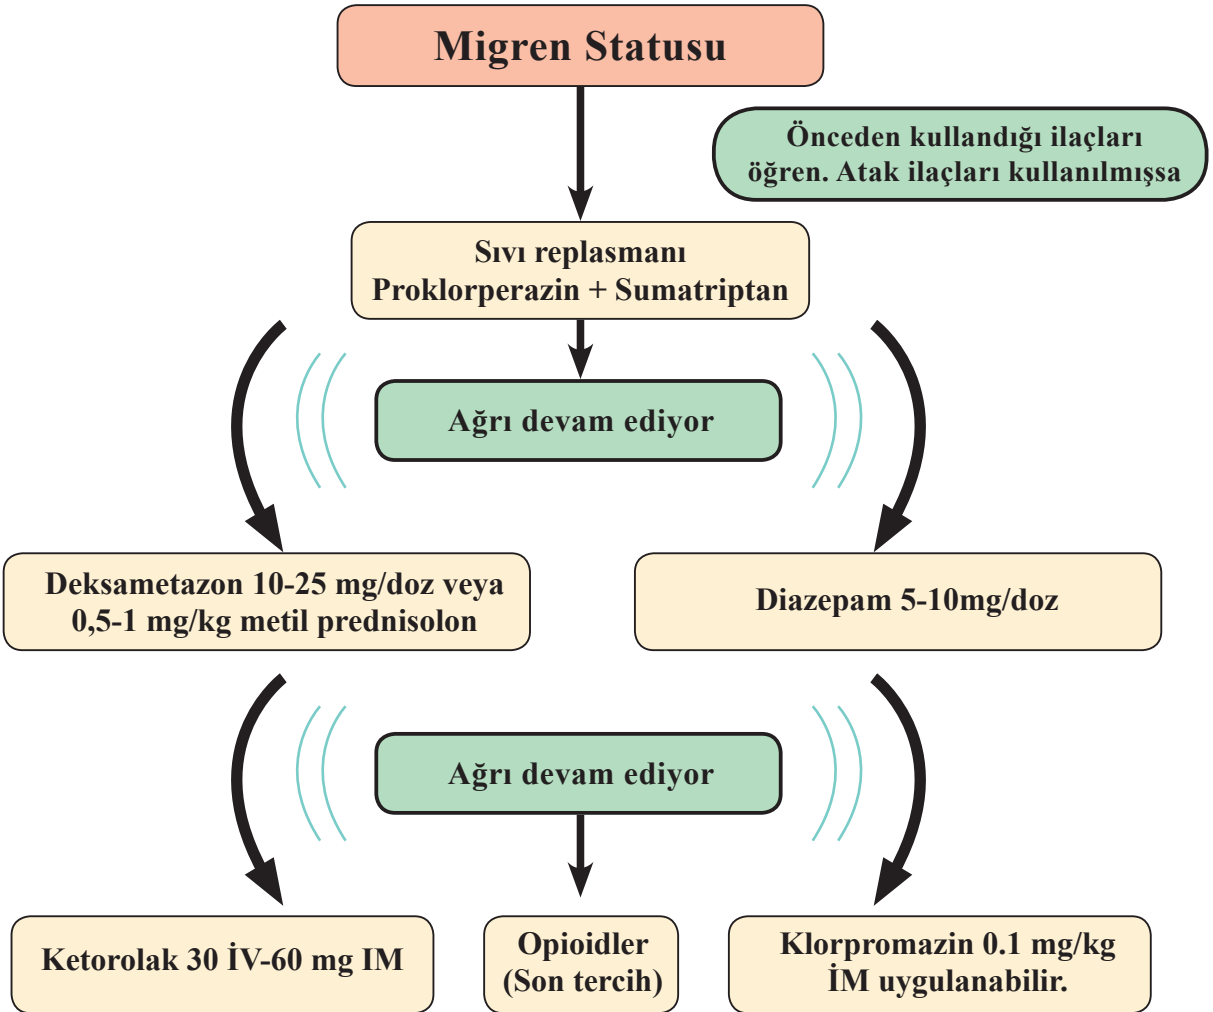 Migren Statusu
Önceden kullandığı ilaçları
öğren. Atak ilaçları kullanılmışsa
Sıvı replasmanı
Proklorperazin + Sumatriptan
Ağrı devam ediyor
Deksametazon 10-25 mg/doz veya
0,5-1 mg/kg metil prednisolon
Diazepam 5-10mg/doz
Ağrı devam ediyor
Ketorolak 30 İV-60 mg IM
Opioidler
(Son tercih)
Klorpromazin 0.1 mg/kg
İM uygulanabilir.